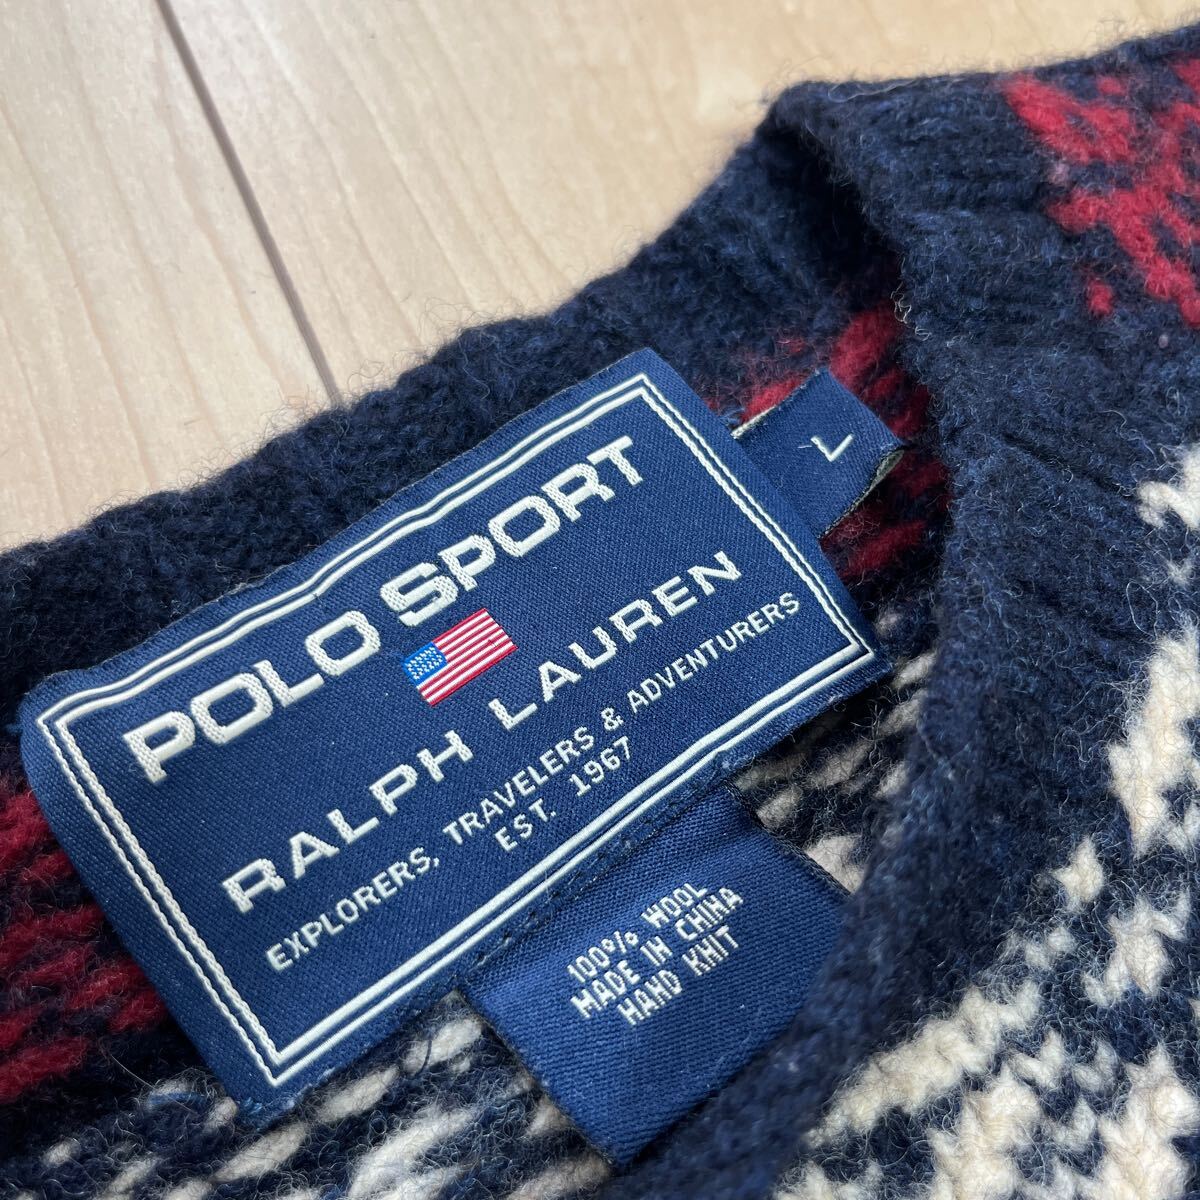 POLO SPORT
RALPH LAUREN
EXPLORERS, TRAVELERS & ADVENTURERS
EST. 1967
L
100% WOOL
MADE IN CHINA
HAND KNIT